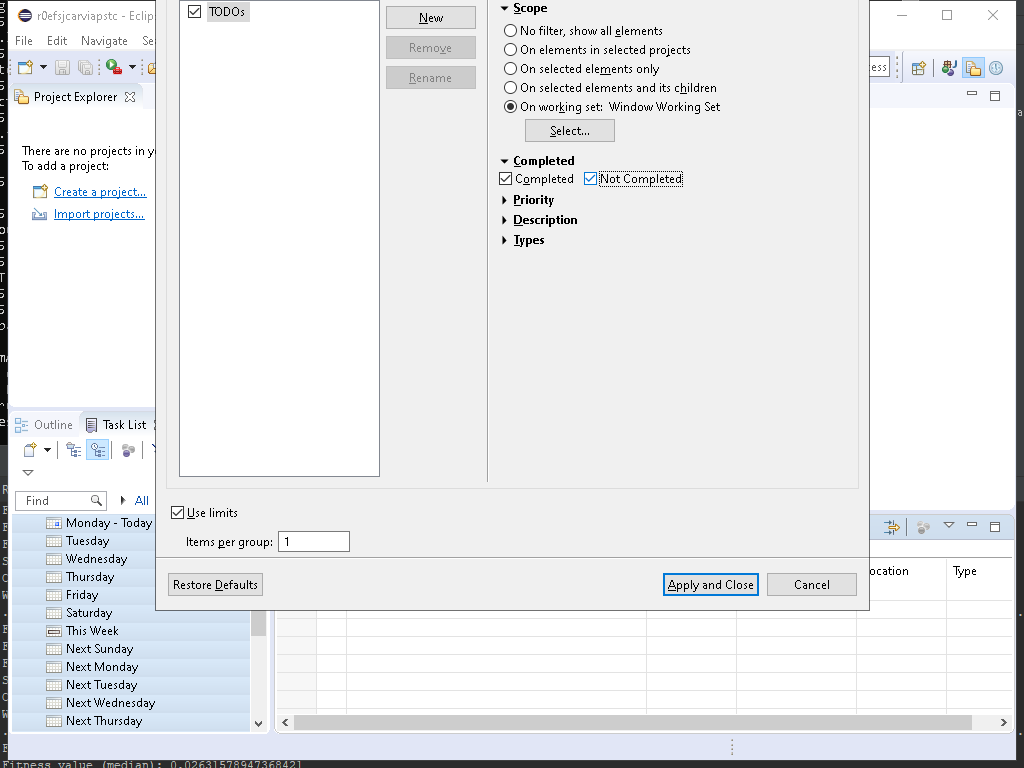 r0efsjcarviapstc - Eclip
File Edit Navigate Se
ess
Project Explorer
There are no projects in y
To add a project:
Create a project...
Import projects...
TODOs
New
Remove
Rename
Scope
No filter, show all elements
On elements in selected projects
On selected elements only
On selected elements and its children
On working set: Window Working Set
Select...
Completed
Completed Not Completed
Priority
Description
Types
Use limits
Items per group: 1
Restore Defaults
Apply and Close
Cancel
Outline Task List
Find
All
Monday - Today
Tuesday
Wednesday
Thursday
Friday
Saturday
This Week
Next Sunday
Next Monday
Next Tuesday
Next Wednesday
Next Thursday
ocation Type
Fitness value (median): 0.02631578947368421